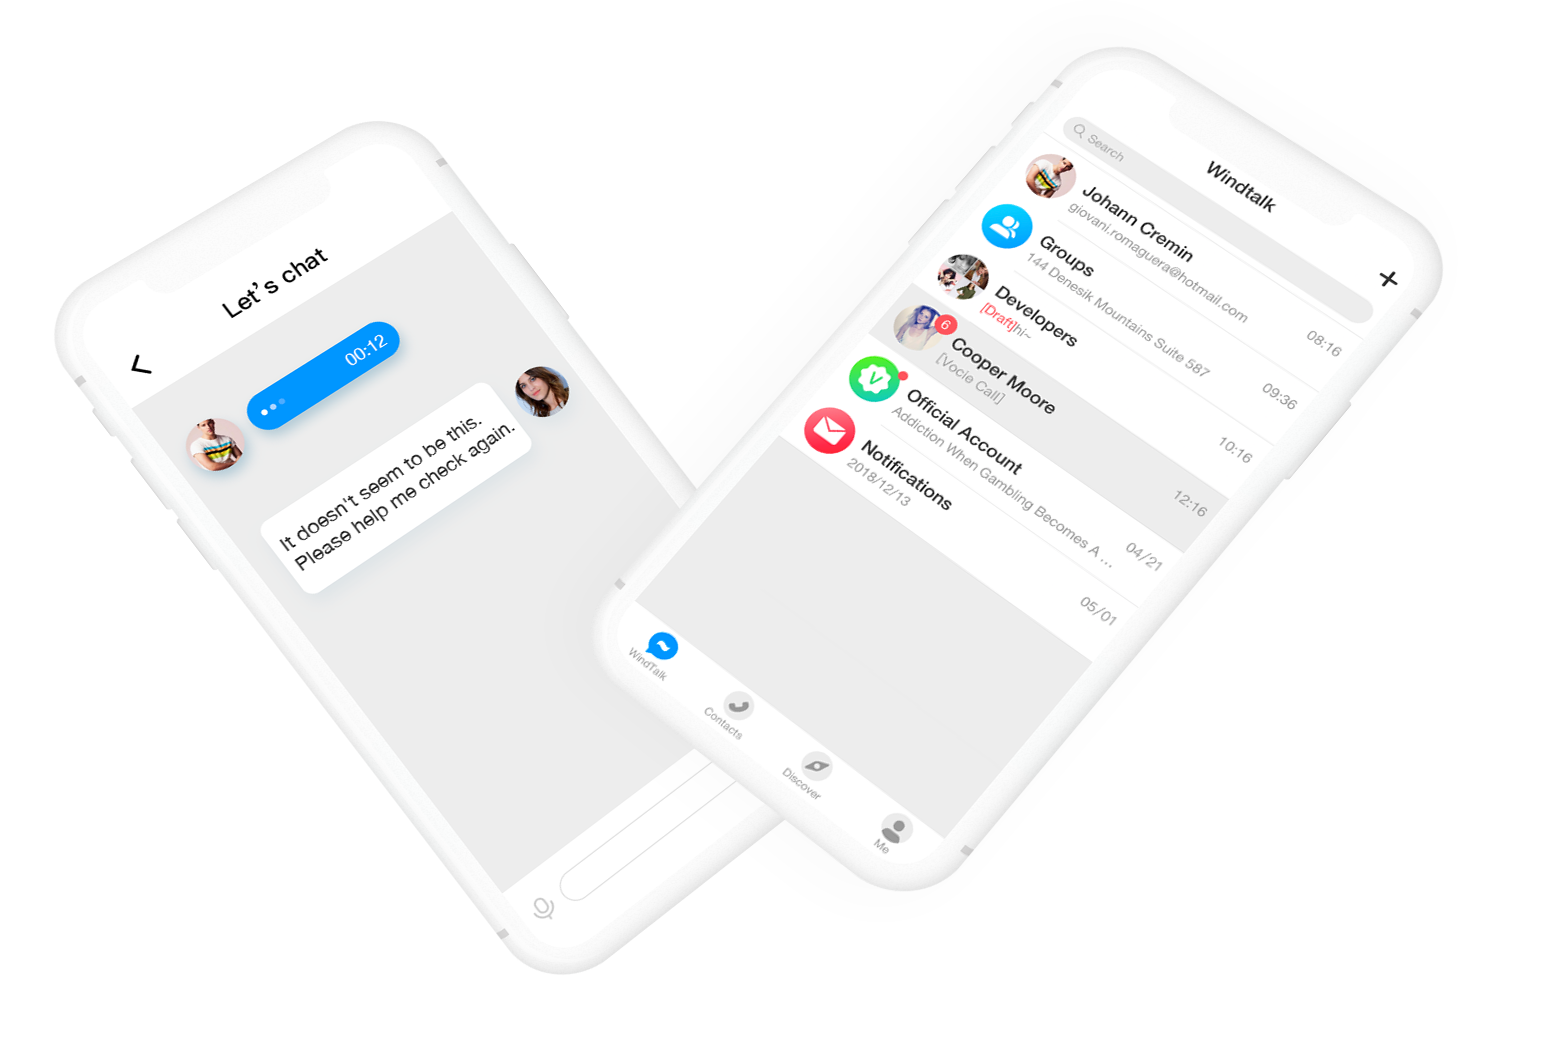 Let’s chat
00:12
It doesn't seem to be this.
Please help me check again.
Windtalk
Search
Johann Cremin
giovani.romaguera@hotmail.com
08:16
Groups
144 Denesik Mountains Suite 587
09:36
Developers
[Draft]hi~
10:16
6
Cooper Moore
[Vocie Call]
12:16
Official Account
Addiction When Gambling Becomes A ...
04/21
Notifications
2018/12/13
05/01
WindTalk
Contacts
Discover
Me